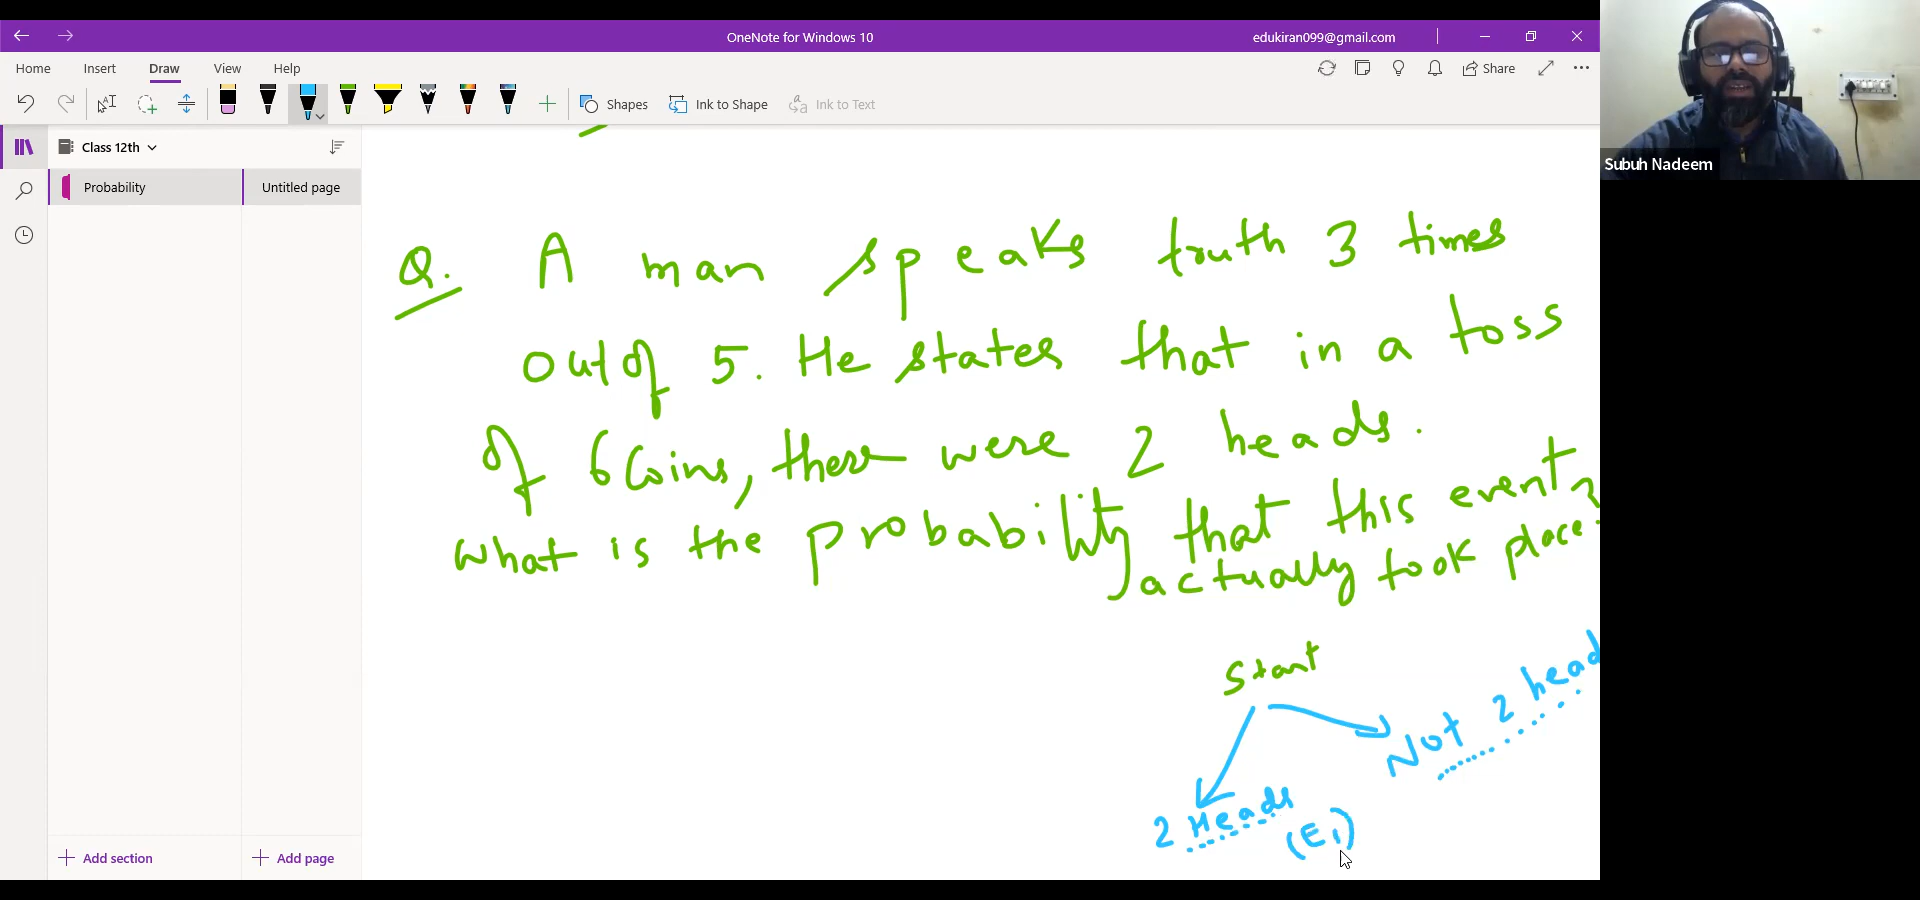 OneNote for Windows 10
edukiran099@gmail.com
Home Insert Draw View Help
Share
Shapes
Ink to Shape
Ink to Text
Class 12th
Probability
Untitled page
Subuh Nadeem
Q. A man speaks truth 3 times
out of 5. He states that in a toss
of 6 Coins, there were 2 heads.
what is the probability that this event
actually took place?
Start
Not 2 head
2 Heads
(E1)
+ Add section
+ Add page